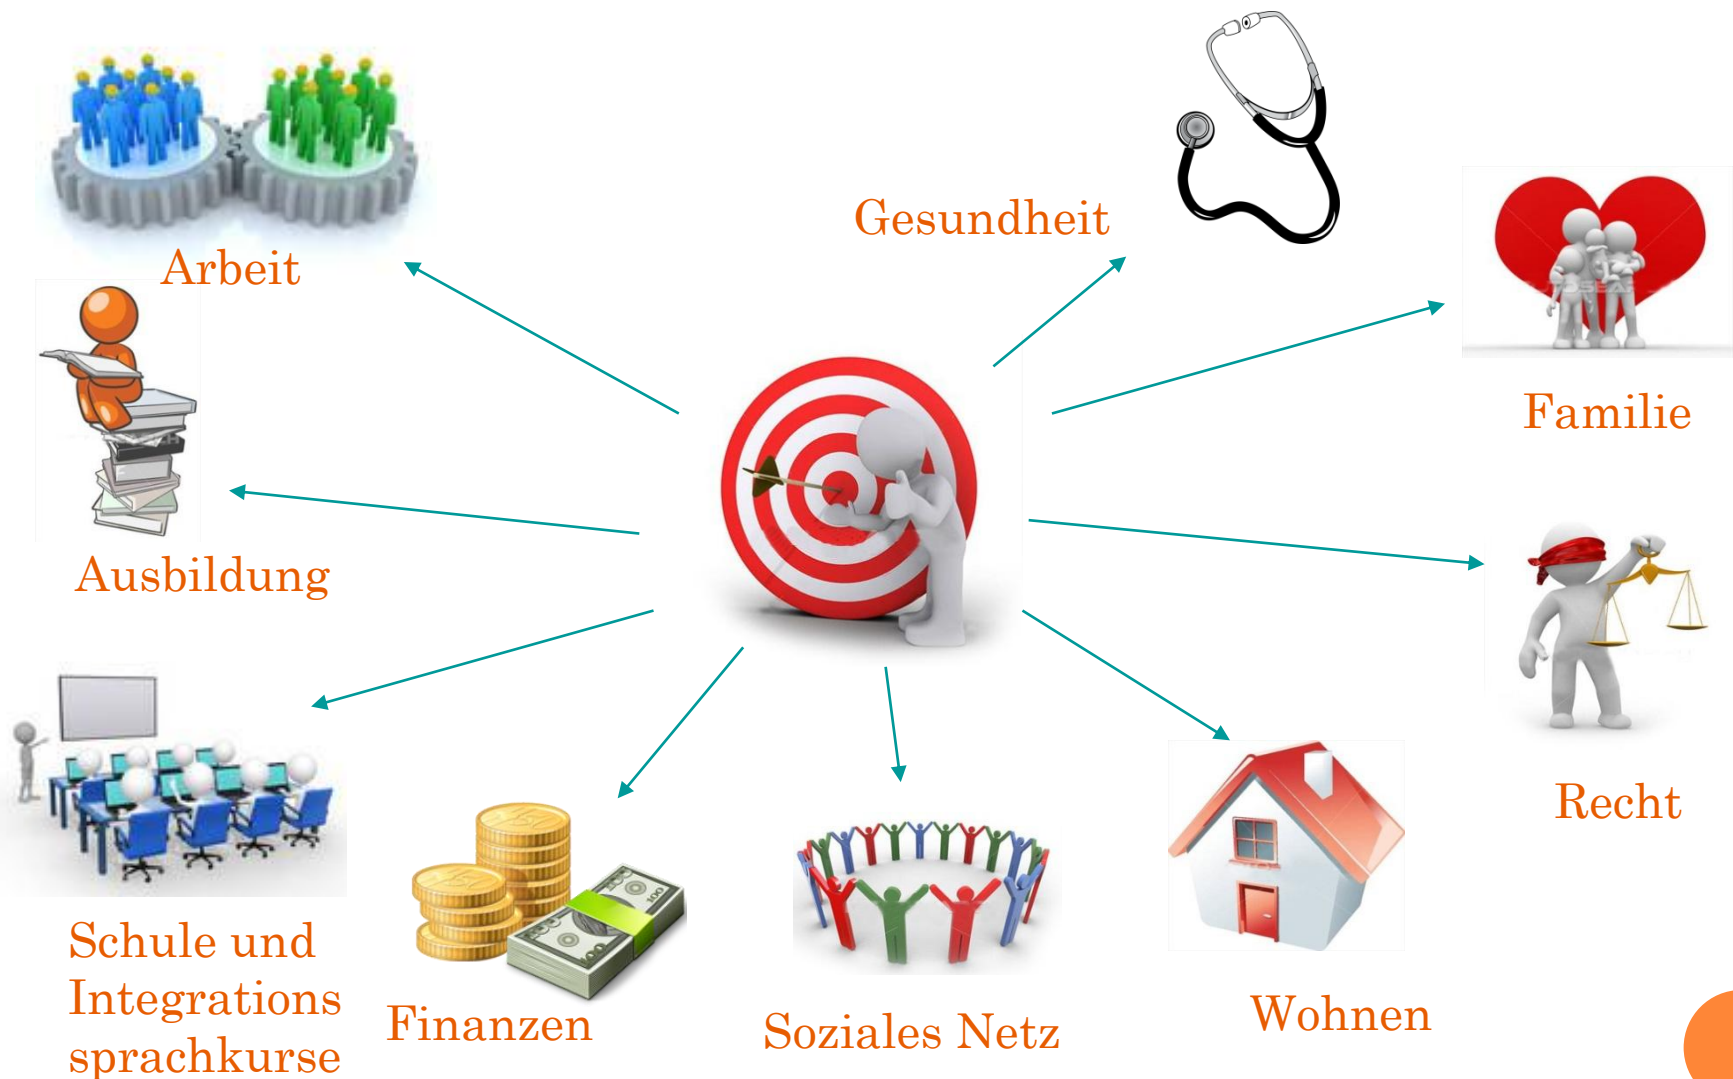 Gesundheit
Arbeit
Familie
Ausbildung
Recht
Schule und
Integrations
sprachkurse
Finanzen
Soziales Netz
Wohnen